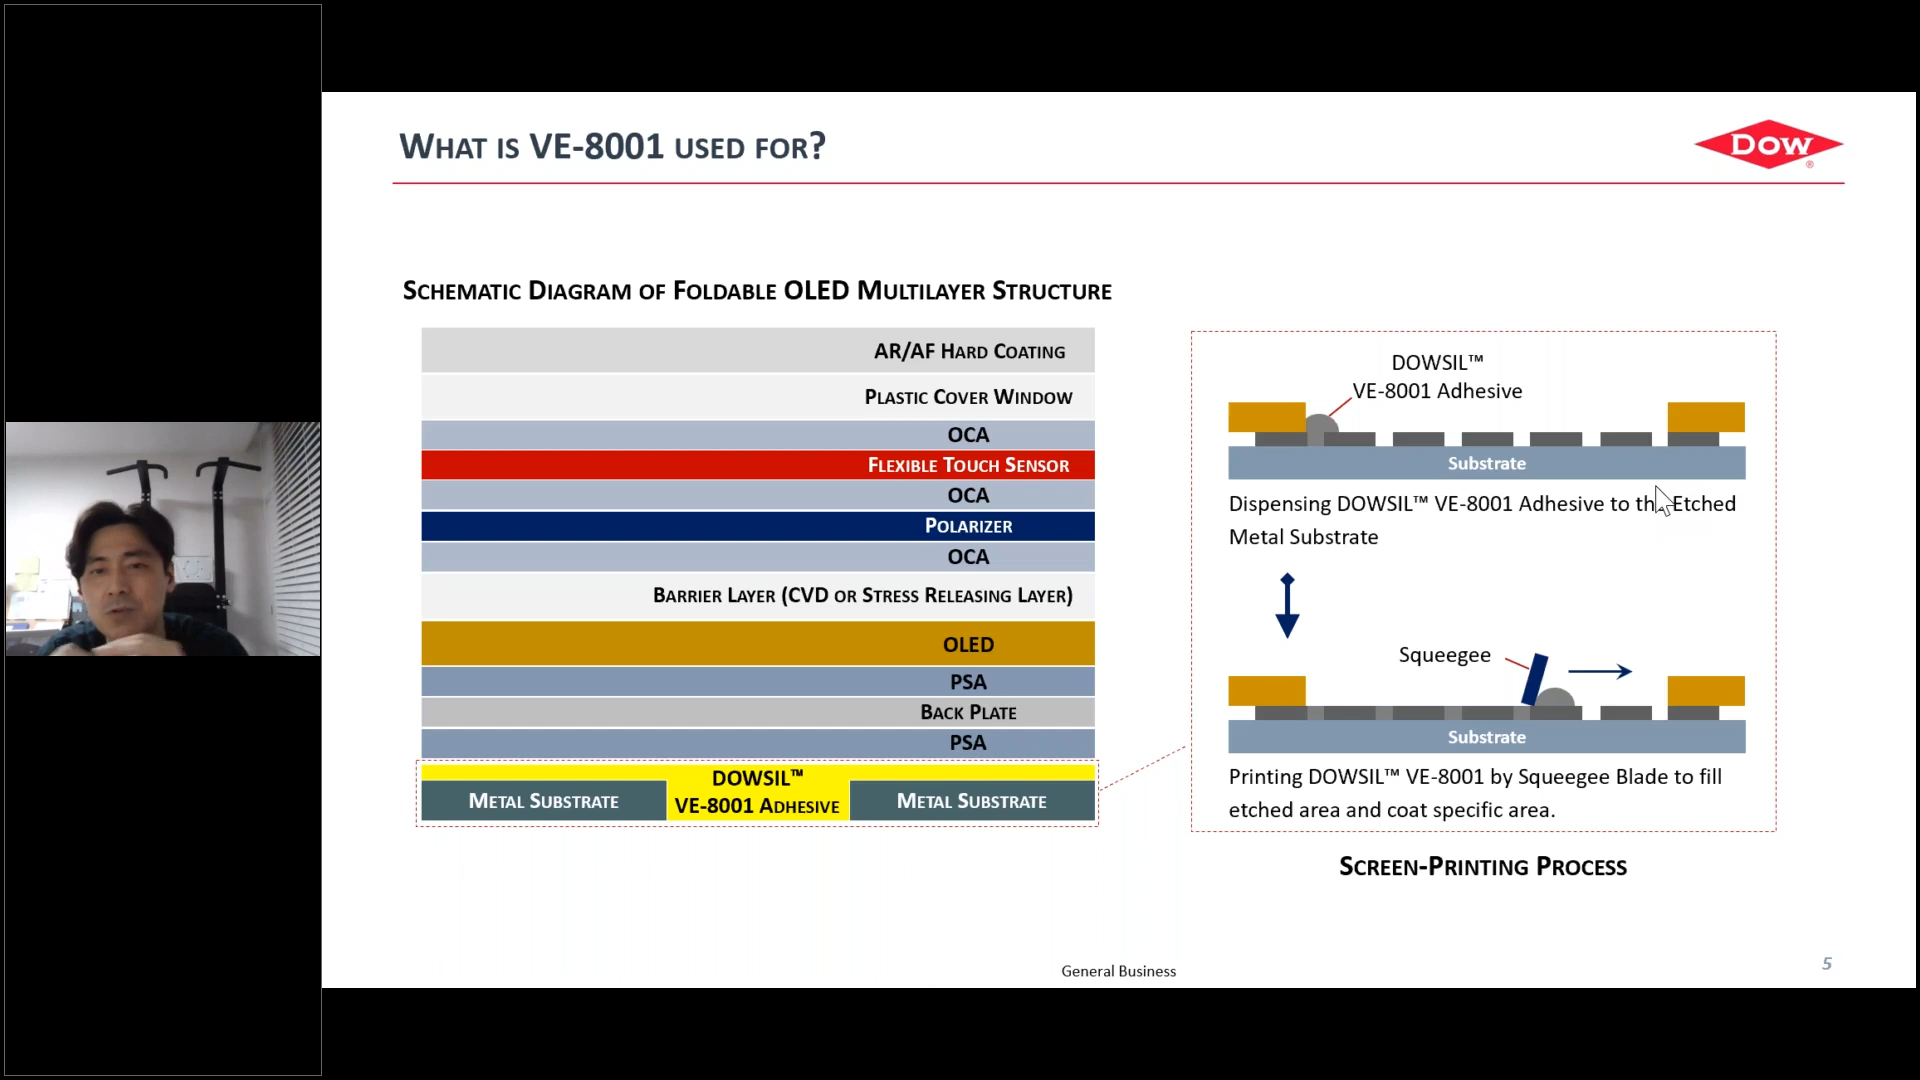 What is VE-8001 used for?
Dow
®
Schematic Diagram of Foldable OLED Multilayer Structure
AR/AF Hard Coating
Plastic Cover Window
OCA
Flexible Touch Sensor
OCA
Polarizer
OCA
Barrier Layer (CVD or Stress Releasing Layer)
OLED
PSA
Back Plate
PSA
DOWSIL™
VE-8001 Adhesive
Metal Substrate
Metal Substrate
DOWSIL™
VE-8001 Adhesive
Substrate
Dispensing DOWSIL™ VE-8001 Adhesive to the Etched
Metal Substrate
Squeegee
Substrate
Printing DOWSIL™ VE-8001 by Squeegee Blade to fill
etched area and coat specific area.
Screen-Printing Process
General Business
5